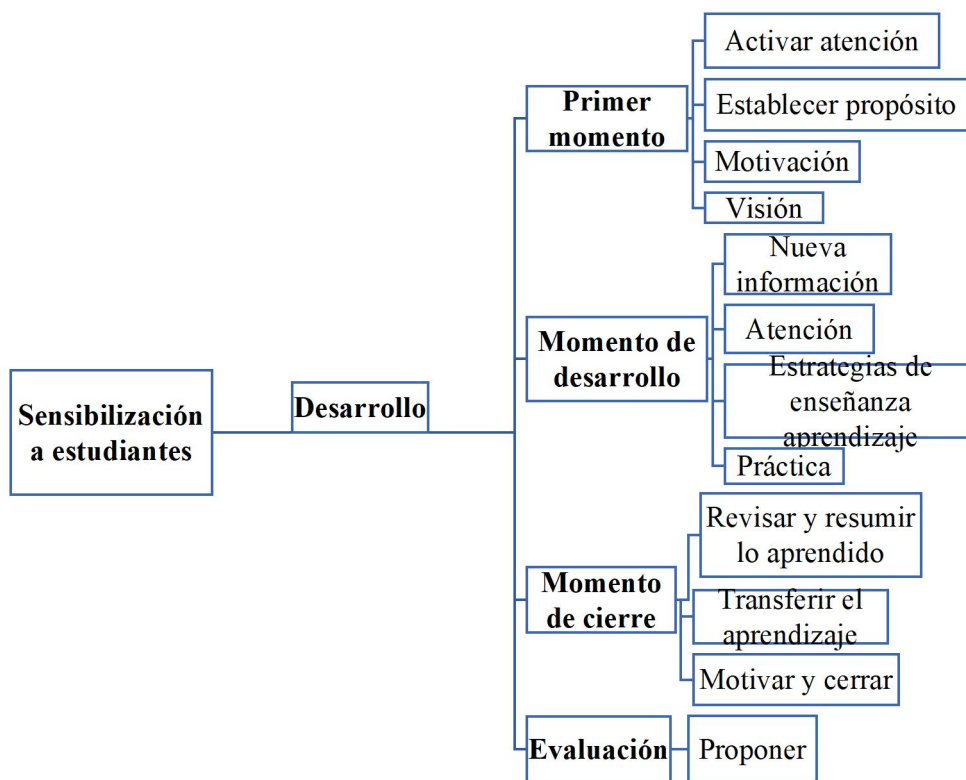 Sensibilización
a estudiantes
Desarrollo
Primer
momento
Activar atención
Establecer propósito
Motivación
Visión
Momento de
desarrollo
Nueva
información
Atención
Estrategias de
enseñanza
aprendizaje
Práctica
Momento
de cierre
Revisar y resumir
lo aprendido
Transferir el
aprendizaje
Motivar y cerrar
Evaluación
Proponer